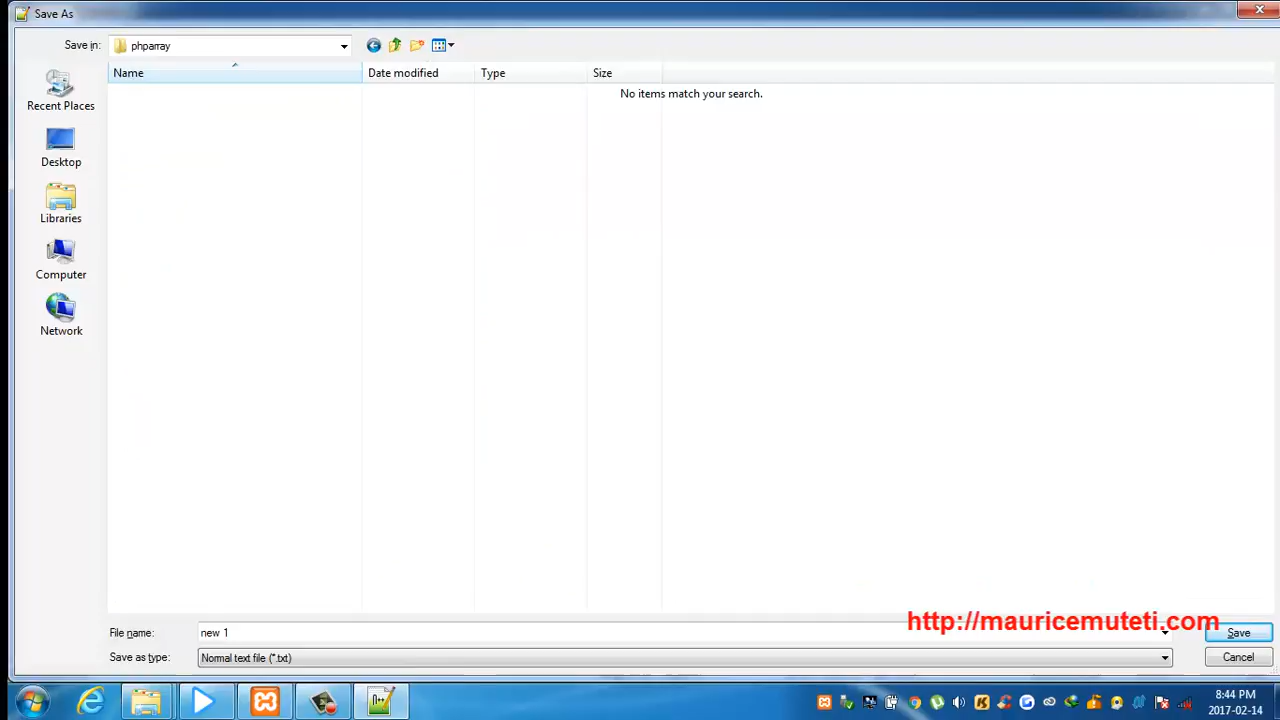 Save As
Save in: phparray
Name Date modified Type Size
No items match your search.
Recent Places
Desktop
Libraries
Computer
Network
http://mauricemuteti.com
File name: new 1 Save
Save as type: Normal text file (*.txt) Cancel
8:44 PM
2017-02-14